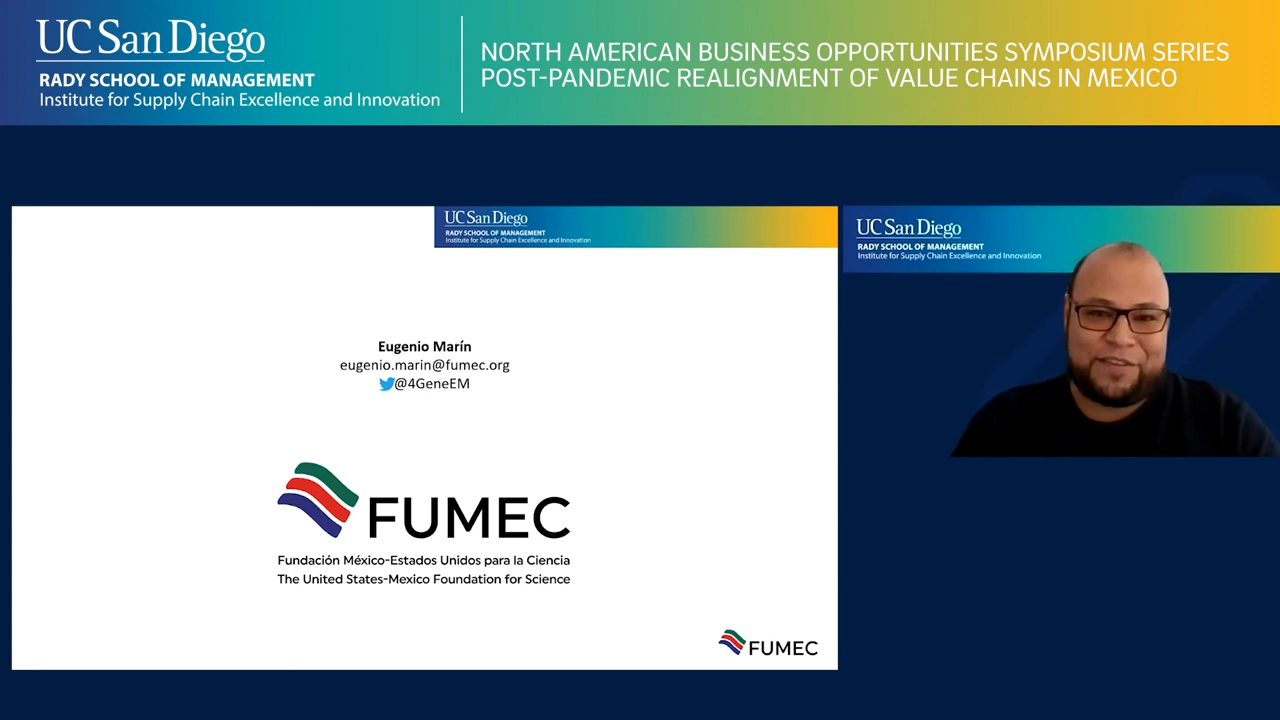 UC San Diego
RADY SCHOOL OF MANAGEMENT
Institute for Supply Chain Excellence and Innovation
NORTH AMERICAN BUSINESS OPPORTUNITIES SYMPOSIUM SERIES
POST-PANDEMIC REALIGNMENT OF VALUE CHAINS IN MEXICO
UC San Diego
RADY SCHOOL OF MANAGEMENT
Institute for Supply Chain Excellence and Innovation
Eugenio Marín
eugenio.marin@fumec.org
@4GeneEM
FUMEC
Fundación México-Estados Unidos para la Ciencia
The United States-Mexico Foundation for Science
FUMEC
UC San Diego
RADY SCHOOL OF MANAGEMENT
Institute for Supply Chain Excellence and Innovation